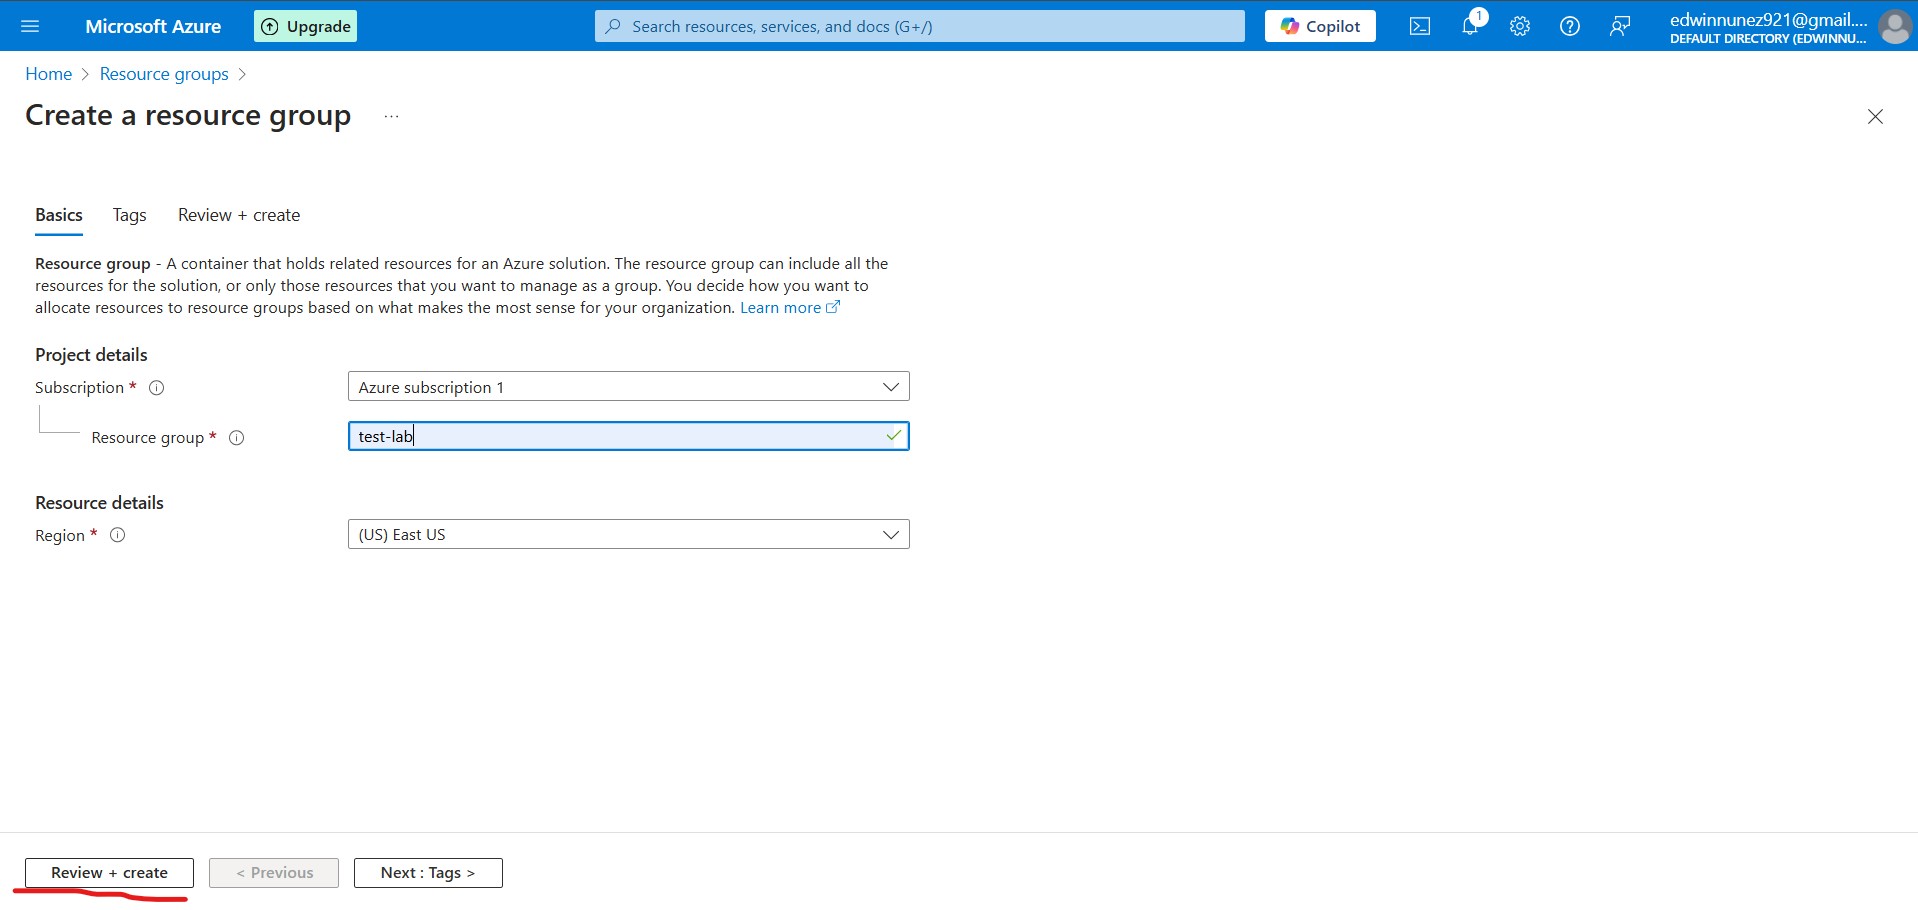 Microsoft Azure
Upgrade
Search resources, services, and docs (G+/)
Copilot
1
edwinnunez921@gmail....
DEFAULT DIRECTORY (EDWINNU...
Home > Resource groups >
Create a resource group ...
Basics Tags Review + create
Resource group - A container that holds related resources for an Azure solution. The resource group can include all the
resources for the solution, or only those resources that you want to manage as a group. You decide how you want to
allocate resources to resource groups based on what makes the most sense for your organization. Learn more
Project details
Subscription * Azure subscription 1
Resource group * test-lab
Resource details
Region * (US) East US
Review + create < Previous Next : Tags >